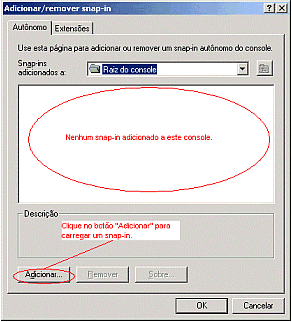 Adicionar/remover snap-in
Autônomo
Extensões
Use esta página para adicionar ou remover um snap-in autônomo do console.
Snap-ins
adicionados a:
Raiz do console
Nenhum snap-in adicionado a este console.
Descrição
Clique no botão "Adicionar" para
carregar um snap-in.
Adicionar...
Remover
Sobre...
OK
Cancelar